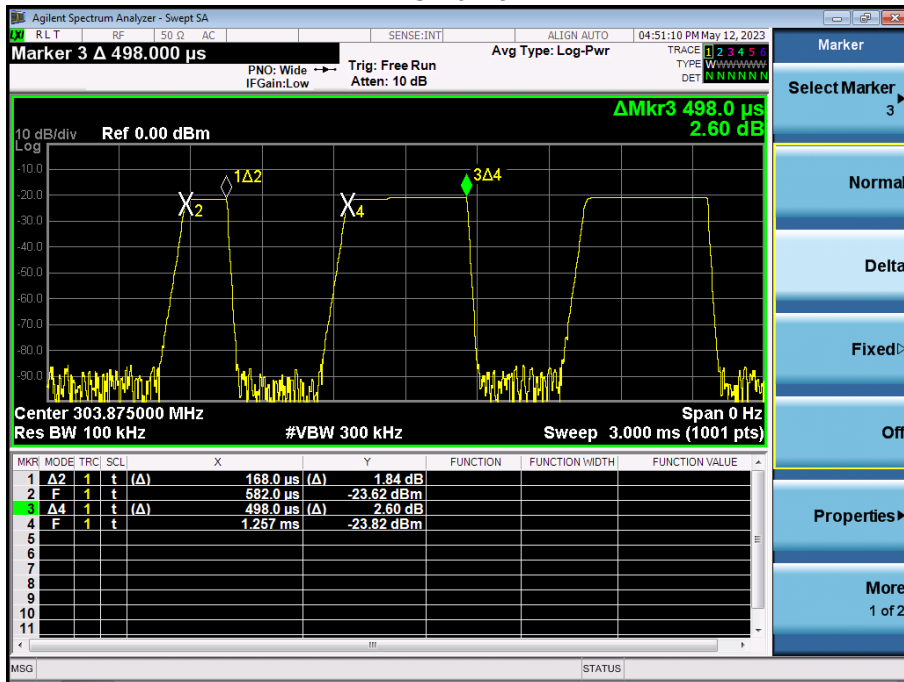 Agilent Spectrum Analyzer - Swept SA
LXI RLT RF 50 Ω AC SENSE:INT ALIGN AUTO 04:51:10 PM May 12, 2023
Marker 3 Δ 498.000 µs
PNO: Wide
IFGain:Low
Trig: Free Run
Atten: 10 dB
Avg Type: Log-Pwr
TRACE 1 2 3 4 5 6
TYPE WWWWWW
DET N N N N N N
ΔMkr3 498.0 µs
2.60 dB
10 dB/div Ref 0.00 dBm
Log
-10.0
-20.0
-30.0
-40.0
-50.0
-60.0
-70.0
-80.0
-90.0
1Δ2
3Δ4
X2
X4
Center 303.875000 MHz Span 0 Hz
Res BW 100 kHz #VBW 300 kHz Sweep 3.000 ms (1001 pts)
MKR MODE TRC SCL X Y FUNCTION FUNCTION WIDTH FUNCTION VALUE
1 Δ2 1 t (Δ) 168.0 µs (Δ) 1.84 dB
2 F 1 t 582.0 µs -23.62 dBm
3 Δ4 1 t (Δ) 498.0 µs (Δ) 2.60 dB
4 F 1 t 1.257 ms -23.82 dBm
5
6
7
8
9
10
11
MSG STATUS
Marker
Select Marker
3
Normal
Delta
Fixed
Off
Properties
More
1 of 2